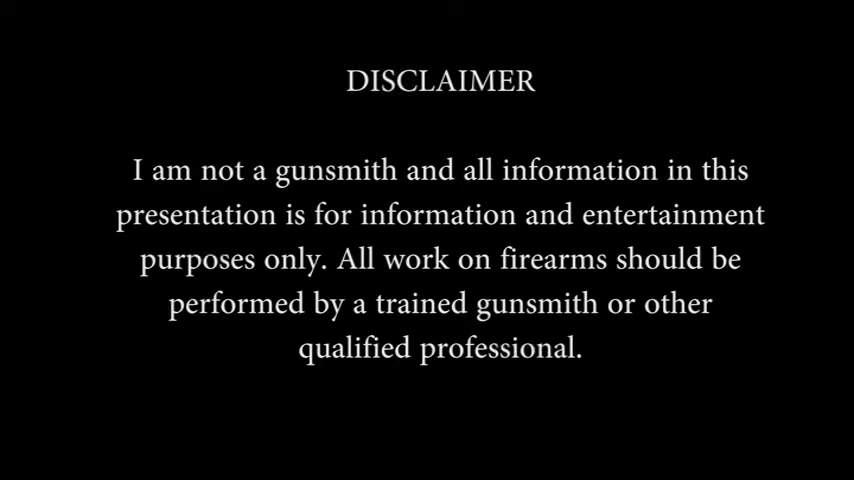 DISCLAIMER
I am not a gunsmith and all information in this
presentation is for information and entertainment
purposes only. All work on firearms should be
performed by a trained gunsmith or other
qualified professional.